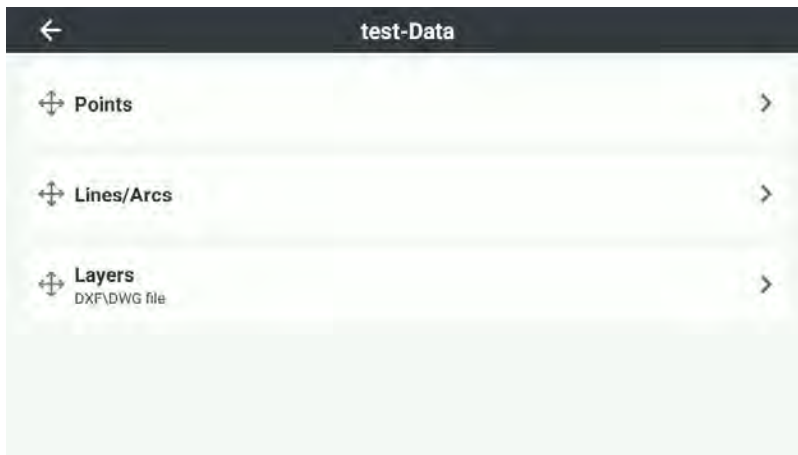 test-Data
Points
Lines/Arcs
Layers
DXF\DWG file